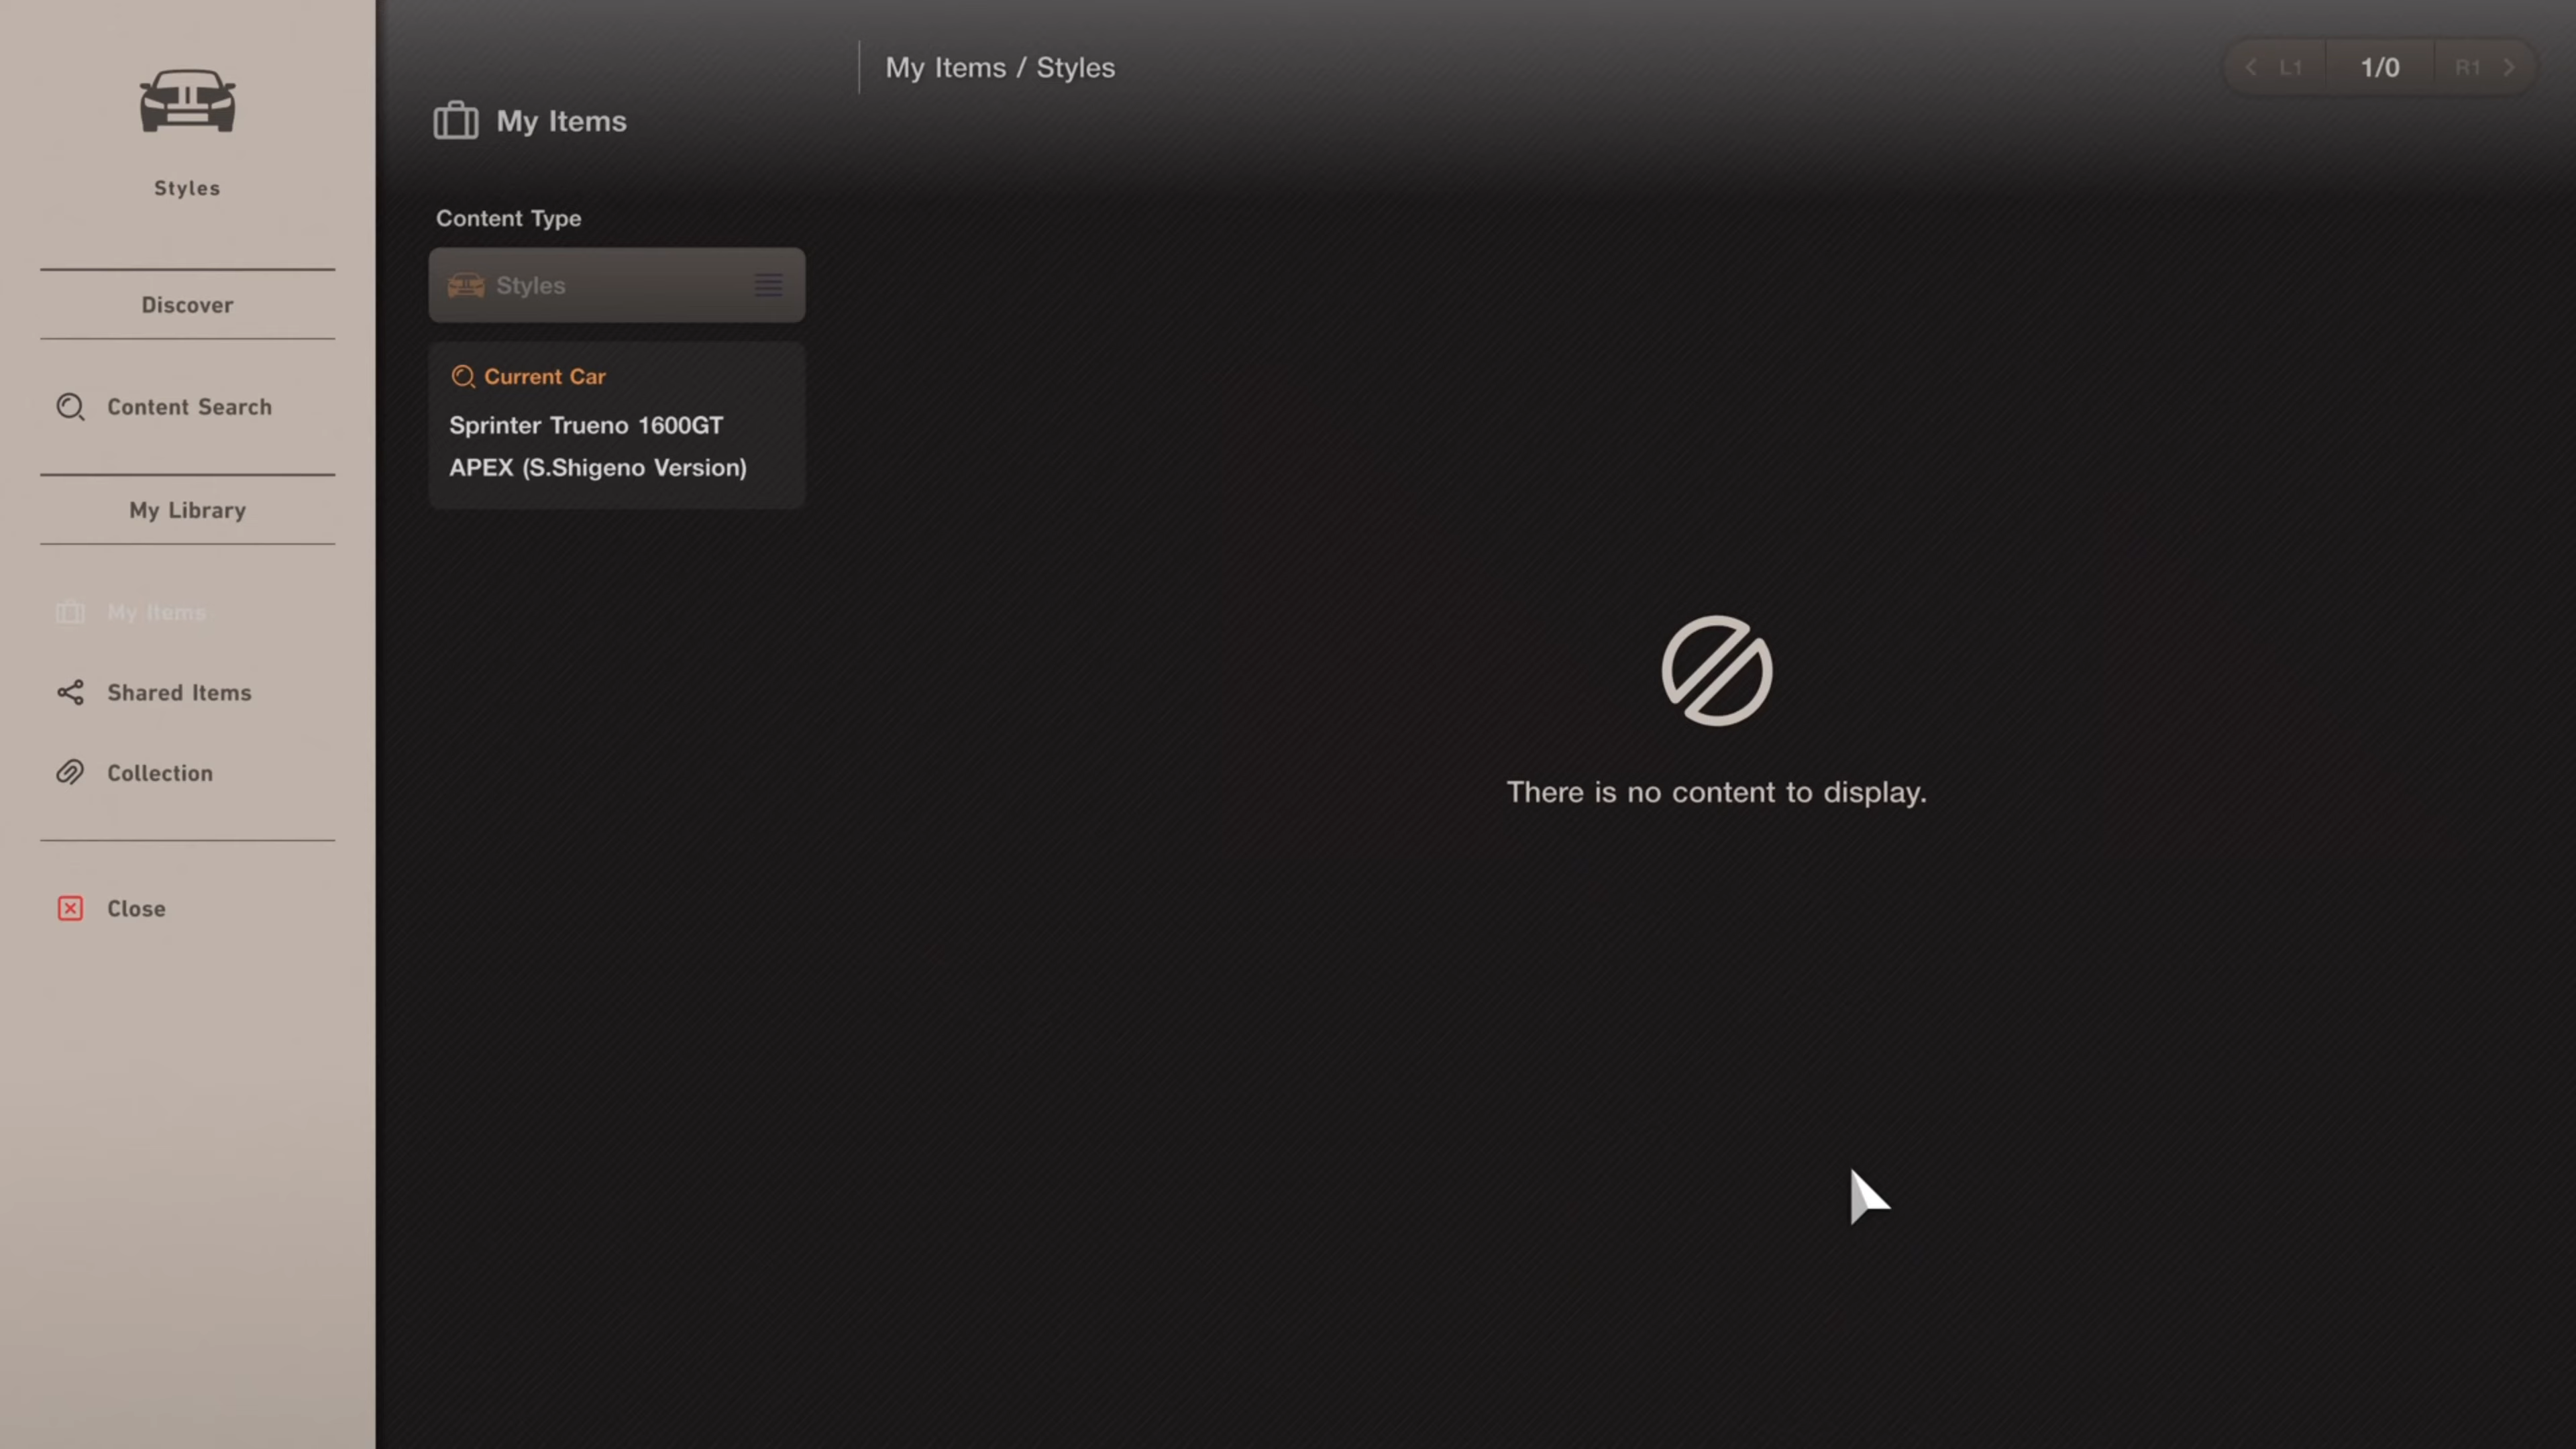 Styles
Discover
Content Search
My Library
My Items
Shared Items
Collection
Close
My Items
Content Type
Styles
Current Car
Sprinter Trueno 1600GT
APEX (S.Shigeno Version)
My Items / Styles
L1 1/0 R1
There is no content to display.